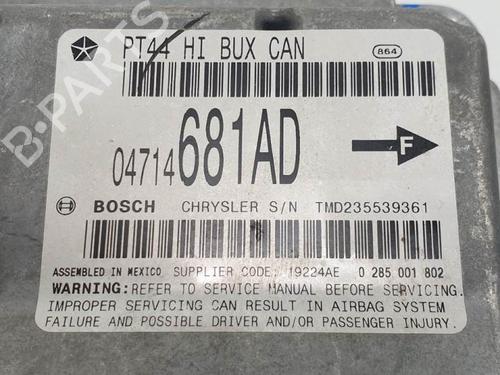 PT44 HI BUX CAN
864
04714681AD
F
BOSCH CHRYSLER S/N TMD235539361
ASSEMBLED IN MEXICO SUPPLIER CODE: 19224AE 0 285 001 802
WARNING: REFER TO SERVICE MANUAL BEFORE SERVICING.
IMPROPER SERVICING CAN RESULT IN AIRBAG SYSTEM
FAILURE AND POSSIBLE DRIVER AND/OR PASSENGER INJURY.
B-PARTS